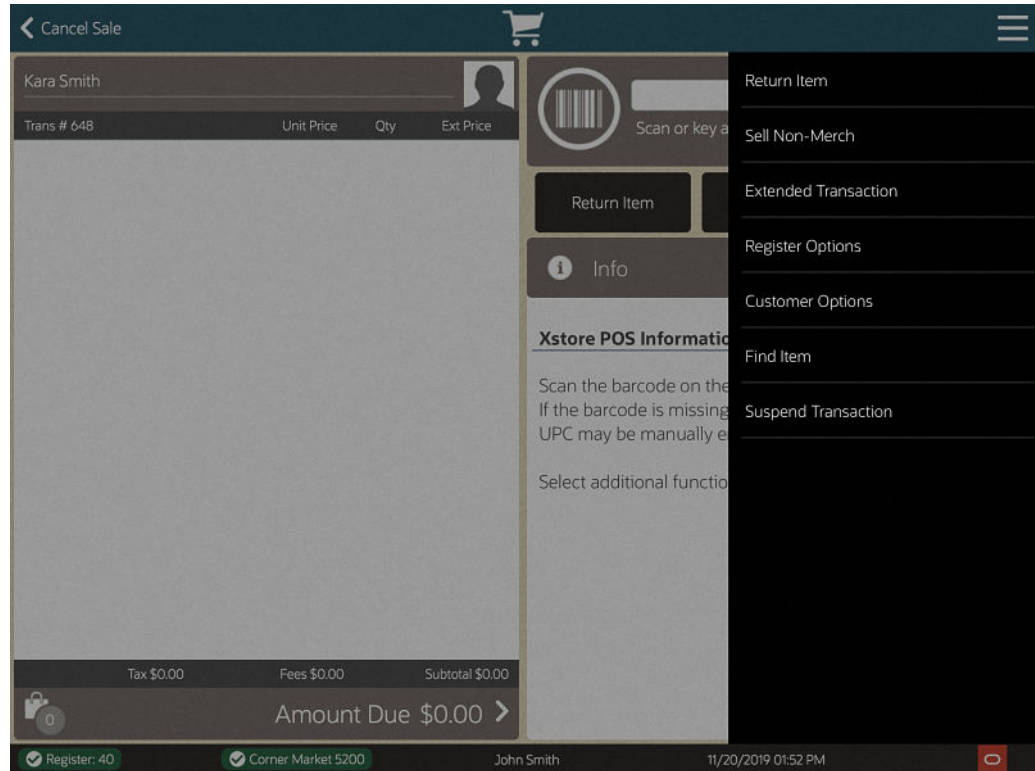 Cancel Sale
Kara Smith
Trans # 648 Unit Price Qty Ext Price
Tax $0.00 Fees $0.00 Subtotal $0.00
0
Amount Due $0.00
Scan or key a
Return Item
Info
Xstore POS Informatio
Scan the barcode on the
If the barcode is missing
UPC may be manually e
Select additional functio
Return Item
Sell Non-Merch
Extended Transaction
Register Options
Customer Options
Find Item
Suspend Transaction
Register: 40 Corner Market 5200 John Smith 11/20/2019 01:52 PM